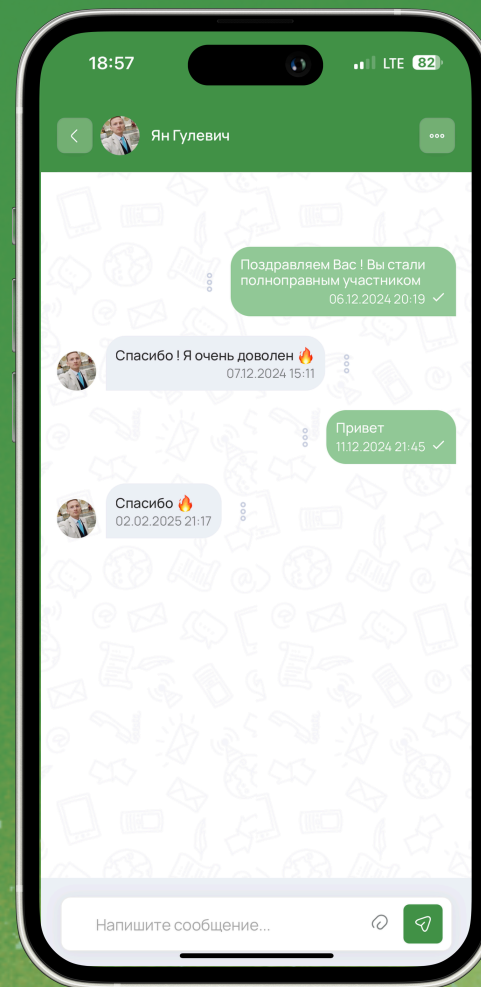 18:57
LTE 82
Ян Гулевич
Поздравляем Вас ! Вы стали
полноправным участником
06.12.2024 20:19
Спасибо ! Я очень доволен 🔥
07.12.2024 15:11
Привет
11.12.2024 21:45
Спасибо 🔥
02.02.2025 21:17
Напишите сообщение...